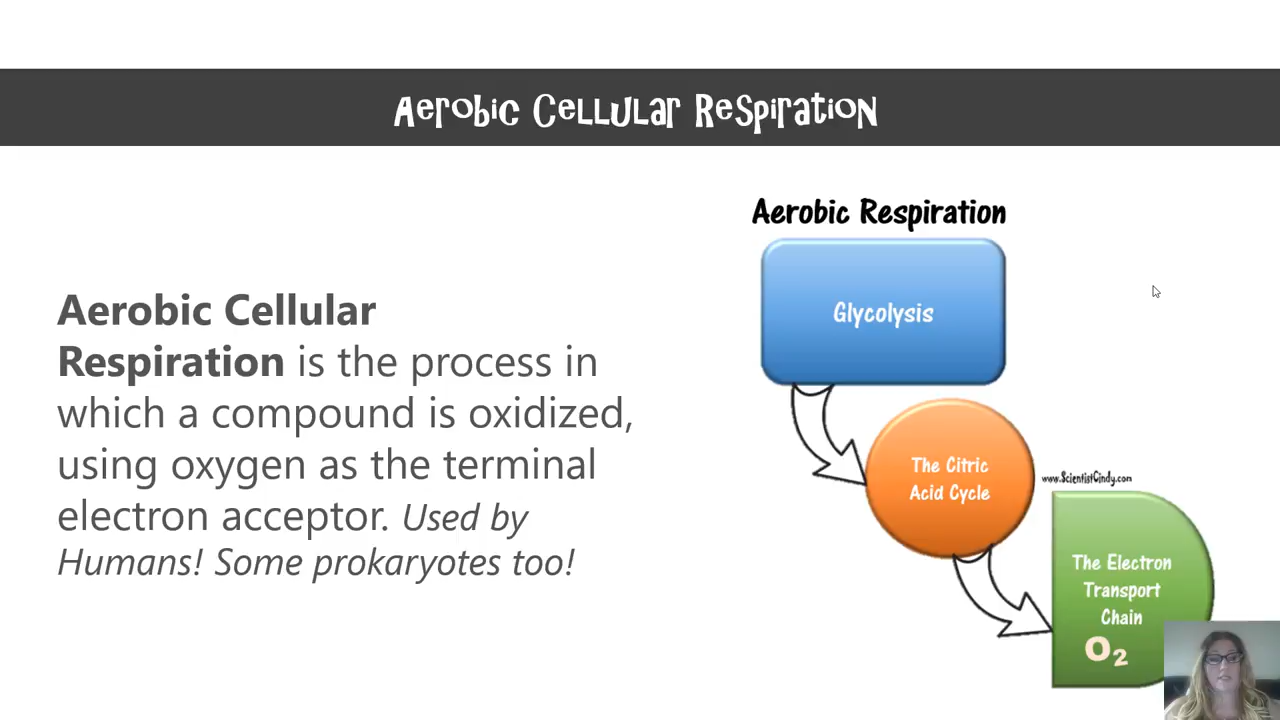 Aerobic Cellular Respiration
Aerobic Cellular
Respiration is the process in
which a compound is oxidized,
using oxygen as the terminal
electron acceptor. Used by
Humans! Some prokaryotes too!
Aerobic Respiration
Glycolysis
The Citric
Acid Cycle
www.ScientistCindy.com
The Electron
Transport
Chain
O₂